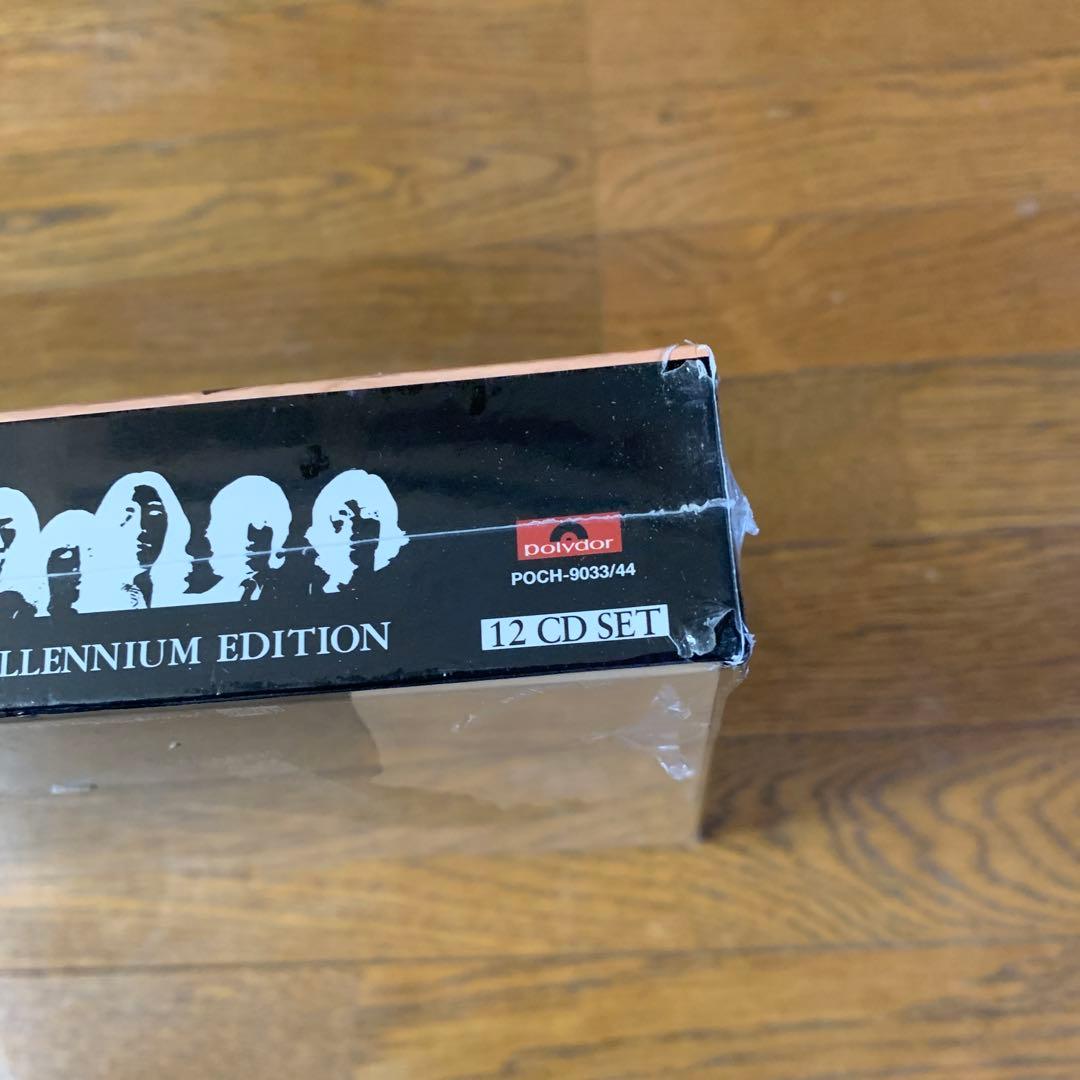 polydor
POCH-9033/44
LLENNIUM EDITION
12 CD SET